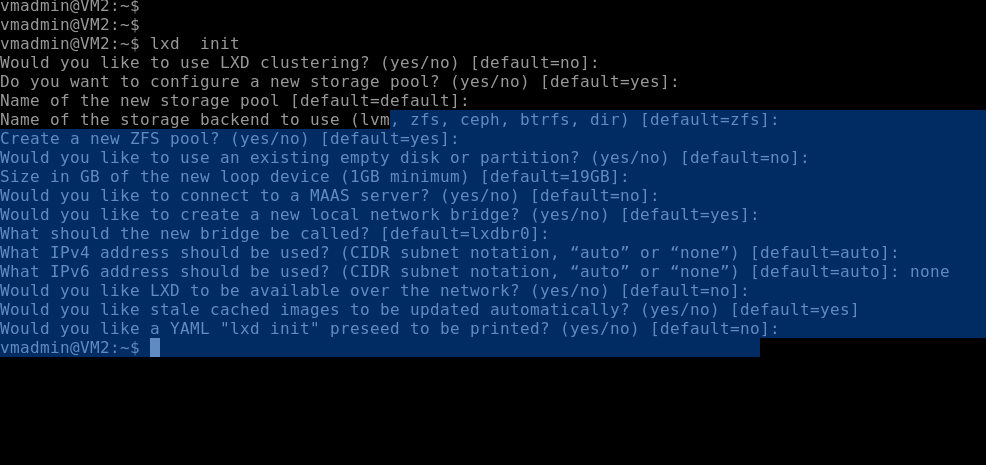 vmadmin@VM2:~$
vmadmin@VM2:~$
vmadmin@VM2:~$ lxd  init
Would you like to use LXD clustering? (yes/no) [default=no]:
Do you want to configure a new storage pool? (yes/no) [default=yes]:
Name of the new storage pool [default=default]:
Name of the storage backend to use (lvm, zfs, ceph, btrfs, dir) [default=zfs]:
Create a new ZFS pool? (yes/no) [default=yes]:
Would you like to use an existing empty disk or partition? (yes/no) [default=no]:
Size in GB of the new loop device (1GB minimum) [default=19GB]:
Would you like to connect to a MAAS server? (yes/no) [default=no]:
Would you like to create a new local network bridge? (yes/no) [default=yes]:
What should the new bridge be called? [default=lxdbr0]:
What IPv4 address should be used? (CIDR subnet notation, “auto” or “none”) [default=auto]:
What IPv6 address should be used? (CIDR subnet notation, “auto” or “none”) [default=auto]: none
Would you like LXD to be available over the network? (yes/no) [default=no]:
Would you like stale cached images to be updated automatically? (yes/no) [default=yes]
Would you like a YAML "lxd init" preseed to be printed? (yes/no) [default=no]:
vmadmin@VM2:~$